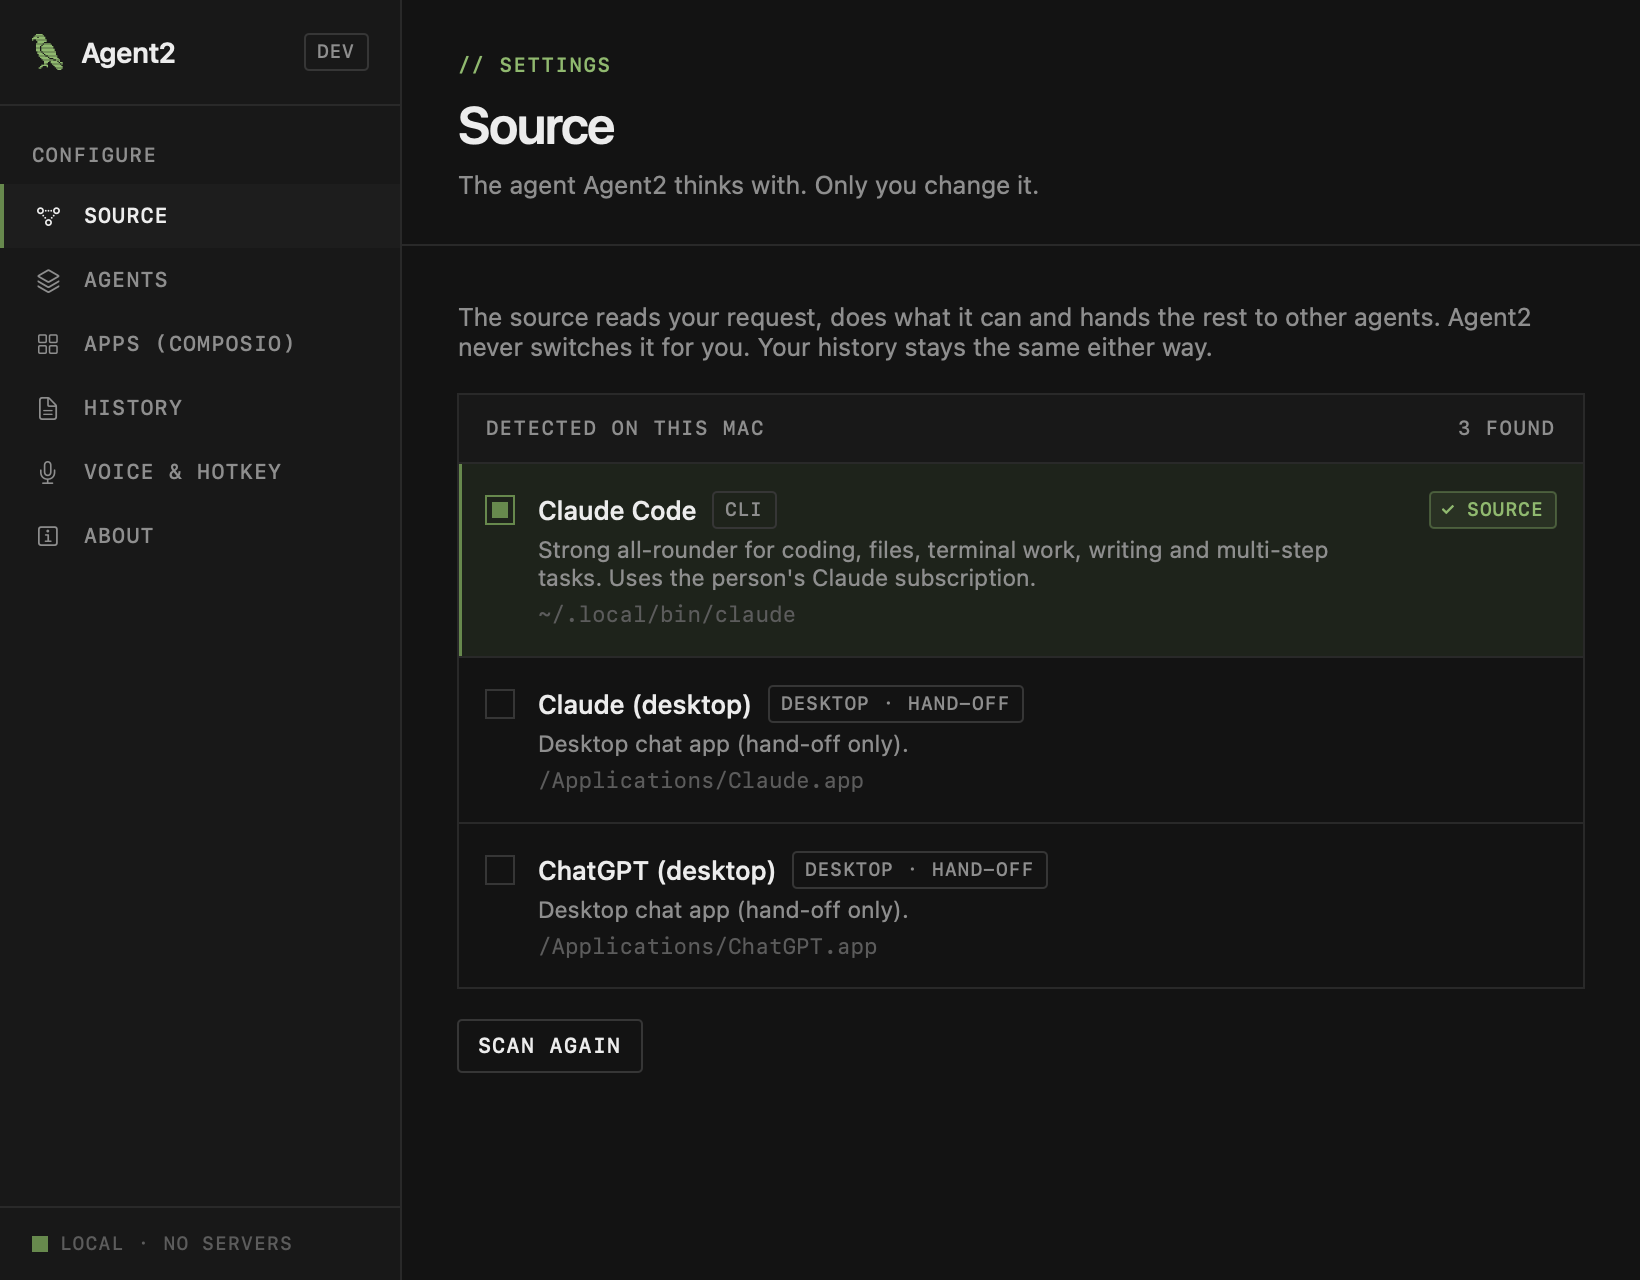 Agent2
DEV
CONFIGURE
SOURCE
AGENTS
APPS (COMPOSIO)
HISTORY
VOICE & HOTKEY
ABOUT
LOCAL · NO SERVERS
// SETTINGS
Source
The agent Agent2 thinks with. Only you change it.
The source reads your request, does what it can and hands the rest to other agents. Agent2
never switches it for you. Your history stays the same either way.
DETECTED ON THIS MAC
3 FOUND
Claude Code
CLI
✓ SOURCE
Strong all-rounder for coding, files, terminal work, writing and multi-step
tasks. Uses the person's Claude subscription.
~/.local/bin/claude
Claude (desktop)
DESKTOP · HAND-OFF
Desktop chat app (hand-off only).
/Applications/Claude.app
ChatGPT (desktop)
DESKTOP · HAND-OFF
Desktop chat app (hand-off only).
/Applications/ChatGPT.app
SCAN AGAIN